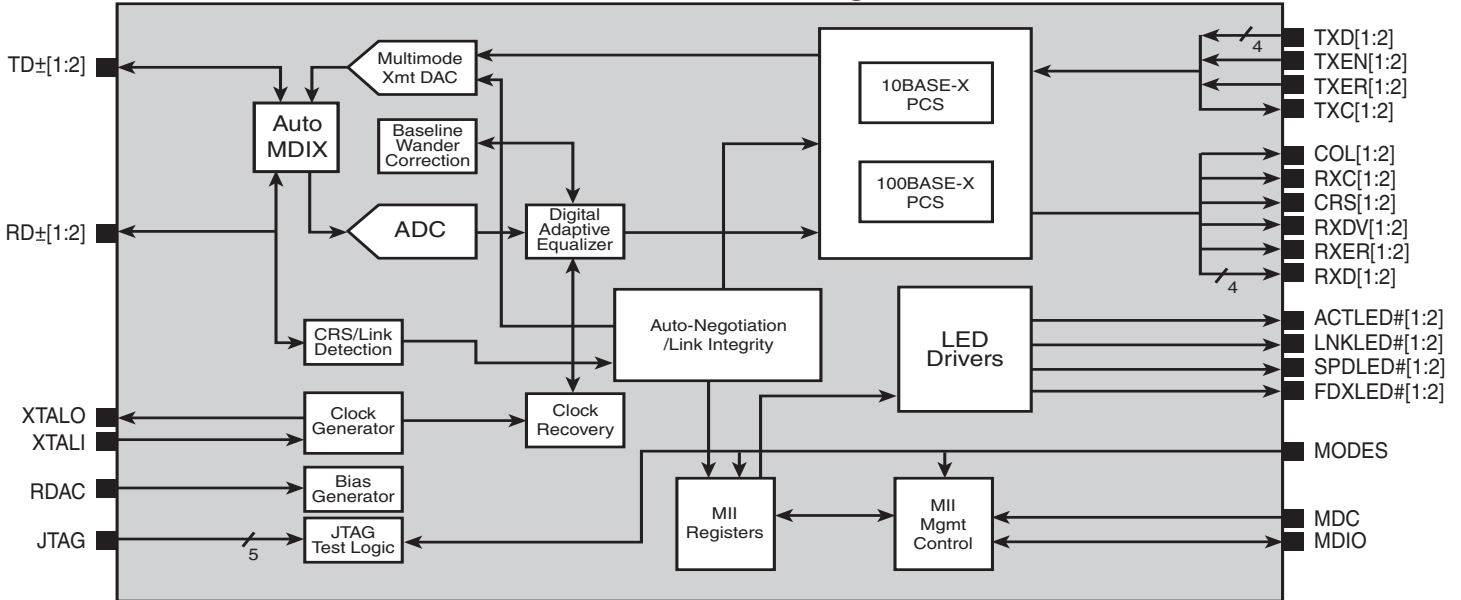 TD±[1:2]
RD±[1:2]
XTALO
XTALI
RDAC
JTAG
5
Multimode
Xmt DAC
Auto
MDIX
Baseline
Wander
Correction
ADC
Digital
Adaptive
Equalizer
CRS/Link
Detection
Clock
Generator
Clock
Recovery
Bias
Generator
JTAG
Test Logic
10BASE-X
PCS
100BASE-X
PCS
Auto-Negotiation
/Link Integrity
LED
Drivers
MII
Registers
MII
Mgmt
Control
TXD[1:2]
4
TXEN[1:2]
TXER[1:2]
TXC[1:2]
COL[1:2]
RXC[1:2]
CRS[1:2]
RXDV[1:2]
RXER[1:2]
RXD[1:2]
4
ACTLED#[1:2]
LNKLED#[1:2]
SPDLED#[1:2]
FDXLED#[1:2]
MODES
MDC
MDIO